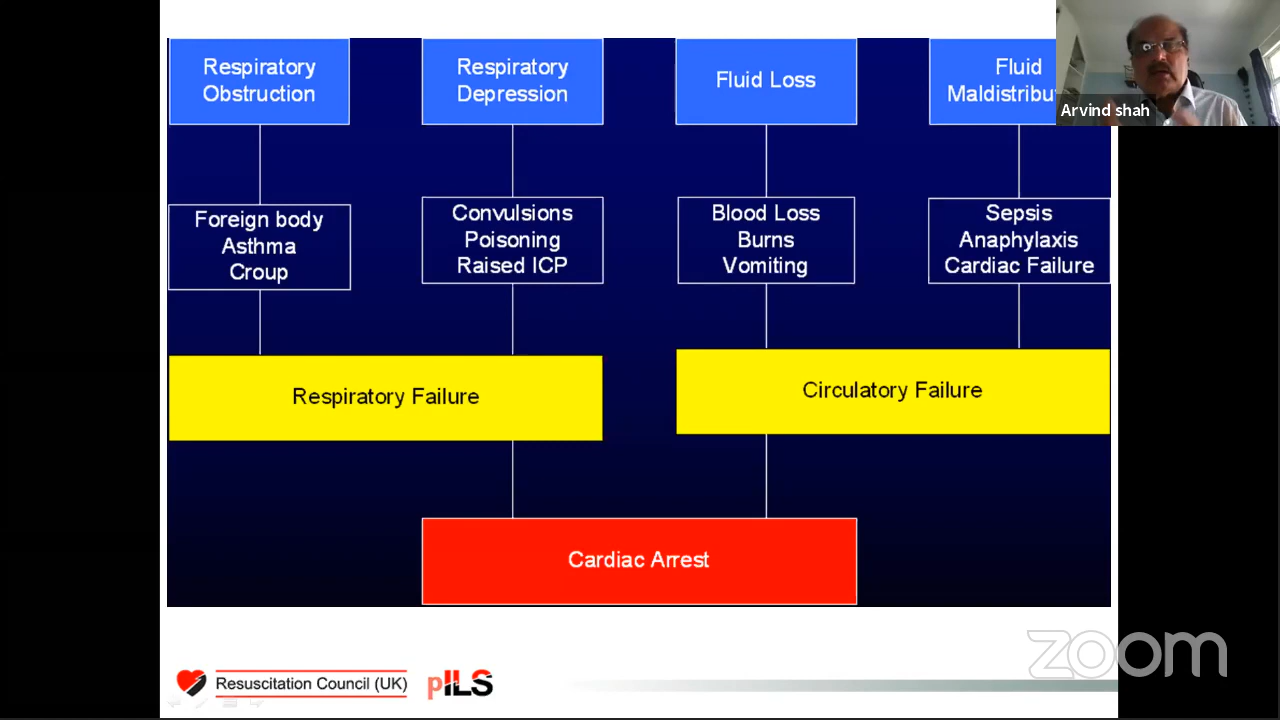 Respiratory
Obstruction
Respiratory
Depression
Fluid Loss
Fluid
Arvind shah
Foreign body
Asthma
Croup
Convulsions
Poisoning
Raised ICP
Blood Loss
Burns
Vomiting
Sepsis
Anaphylaxis
Cardiac Failure
Respiratory Failure
Circulatory Failure
Cardiac Arrest
Resuscitation Council (UK)
pILS
zoom